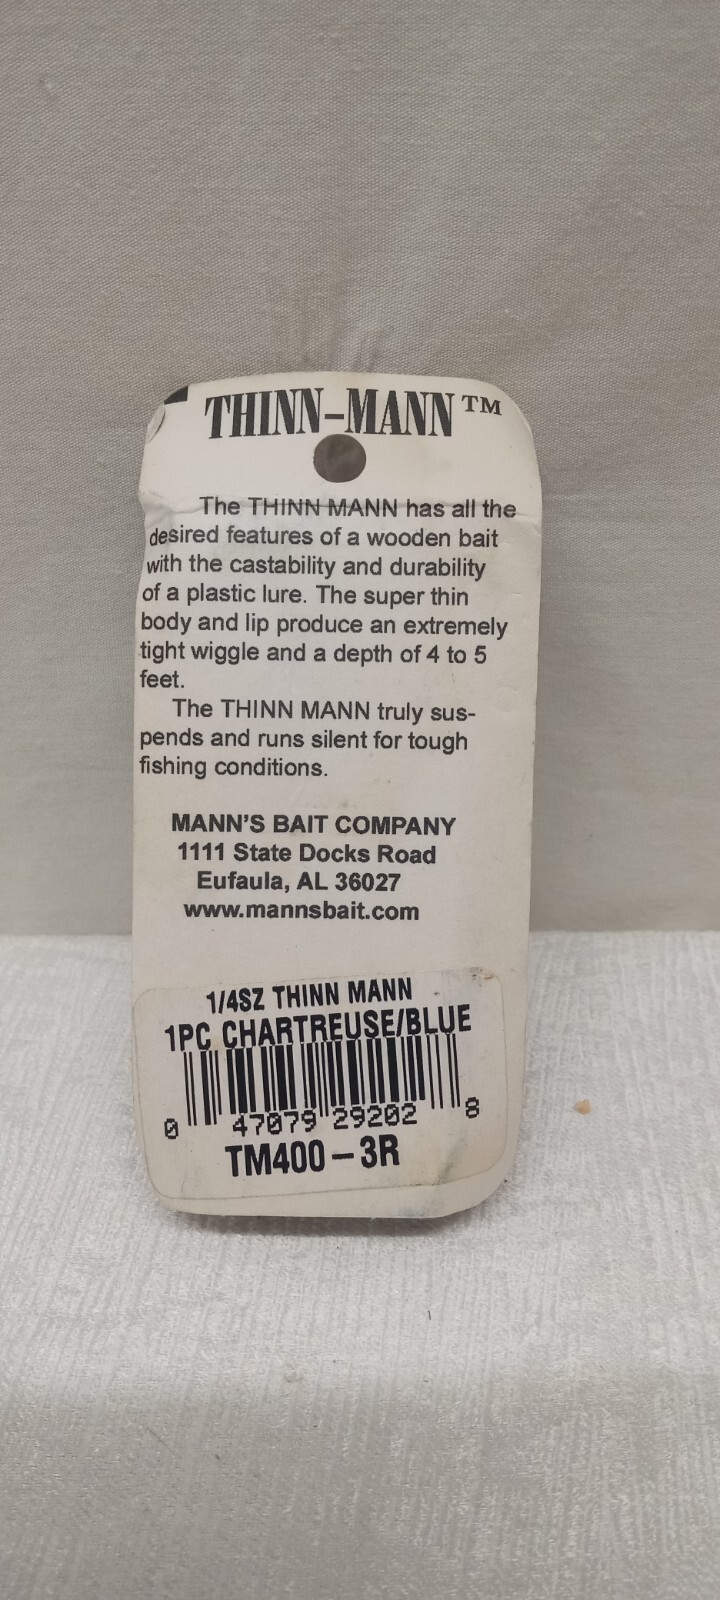 THINN-MANN™
The THINN MANN has all the
desired features of a wooden bait
with the castability and durability
of a plastic lure. The super thin
body and lip produce an extremely
tight wiggle and a depth of 4 to 5
feet.
The THINN MANN truly sus-
pends and runs silent for tough
fishing conditions.
MANN'S BAIT COMPANY
1111 State Docks Road
Eufaula, AL 36027
www.mannsbait.com
1/4SZ THINN MANN
1PC CHARTREUSE/BLUE
0 47079 29202 8
TM400-3R